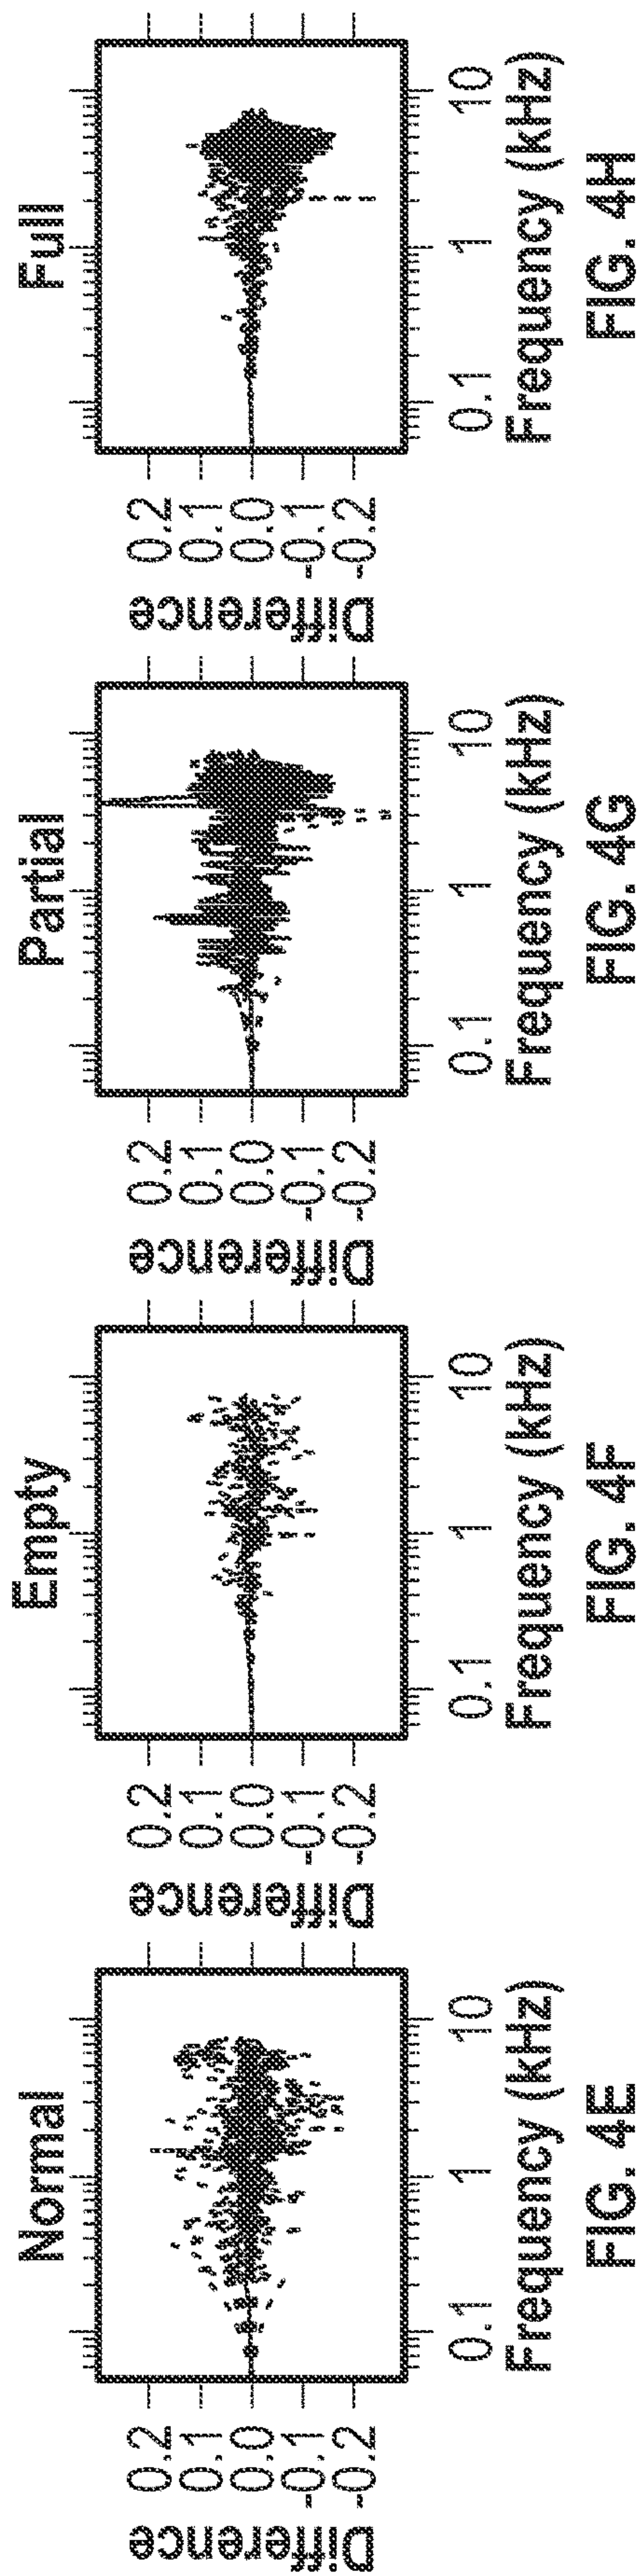 Normal
Difference
0.2
0.1
0.0
-0.1
-0.2
0.1
1
10
Frequency (kHz)
FIG. 4E
Empty
Difference
0.2
0.1
0.0
-0.1
-0.2
0.1
1
10
Frequency (kHz)
FIG. 4F
Partial
Difference
0.2
0.1
0.0
-0.1
-0.2
0.1
1
10
Frequency (kHz)
FIG. 4G
Full
Difference
0.2
0.1
0.0
-0.1
-0.2
0.1
1
10
Frequency (kHz)
FIG. 4H